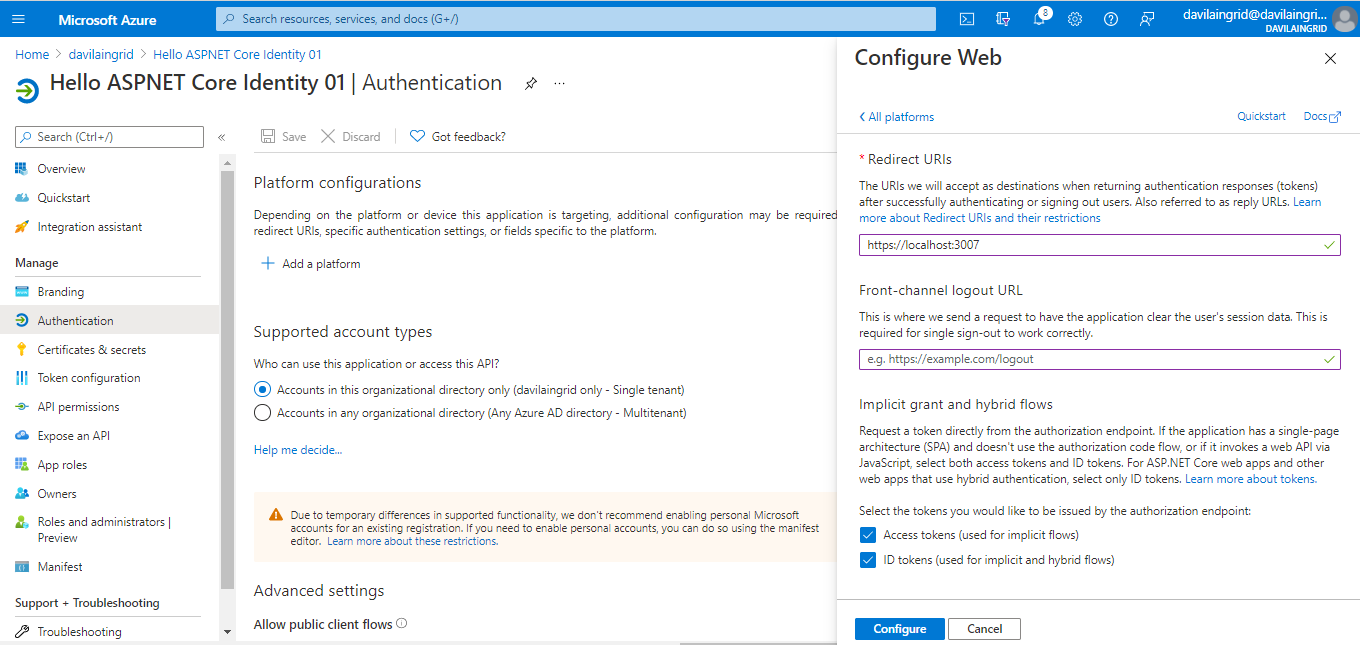 Microsoft Azure
Search resources, services, and docs (G+/)
8
davilaingrid@davilaingri...
DAVILAINGRID
Home > davilaingrid > Hello ASPNET Core Identity 01
Hello ASPNET Core Identity 01 | Authentication
...
Search (Ctrl+/)
«
Overview
Quickstart
Integration assistant
Manage
Branding
Authentication
Certificates & secrets
Token configuration
API permissions
Expose an API
App roles
Owners
Roles and administrators |
Preview
Manifest
Support + Troubleshooting
Troubleshooting
Save
Discard
Got feedback?
Platform configurations
Depending on the platform or device this application is targeting, additional configuration may be required
redirect URIs, specific authentication settings, or fields specific to the platform.
Add a platform
Supported account types
Who can use this application or access this API?
Accounts in this organizational directory only (davilaingrid only - Single tenant)
Accounts in any organizational directory (Any Azure AD directory - Multitenant)
Help me decide...
Due to temporary differences in supported functionality, we don't recommend enabling personal Microsoft
accounts for an existing registration. If you need to enable personal accounts, you can do so using the manifest
editor. Learn more about these restrictions.
Advanced settings
Allow public client flows
Configure Web
All platforms
Quickstart
Docs
* Redirect URIs
The URIs we will accept as destinations when returning authentication responses (tokens)
after successfully authenticating or signing out users. Also referred to as reply URLs. Learn
more about Redirect URIs and their restrictions
https://localhost:3007
Front-channel logout URL
This is where we send a request to have the application clear the user's session data. This is
required for single sign-out to work correctly.
e.g. https://example.com/logout
Implicit grant and hybrid flows
Request a token directly from the authorization endpoint. If the application has a single-page
architecture (SPA) and doesn't use the authorization code flow, or if it invokes a web API via
JavaScript, select both access tokens and ID tokens. For ASP.NET Core web apps and other
web apps that use hybrid authentication, select only ID tokens. Learn more about tokens.
Select the tokens you would like to be issued by the authorization endpoint:
Access tokens (used for implicit flows)
ID tokens (used for implicit and hybrid flows)
Configure
Cancel